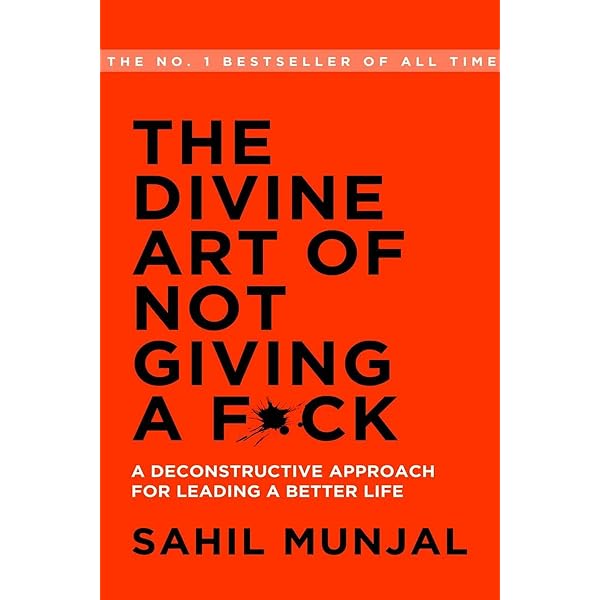 THE NO. 1 BESTSELLER OF ALL TIME
THE
DIVINE
ART OF
NOT
GIVING
A F*CK
A DECONSTRUCTIVE APPROACH
FOR LEADING A BETTER LIFE
SAHIL MUNJAL